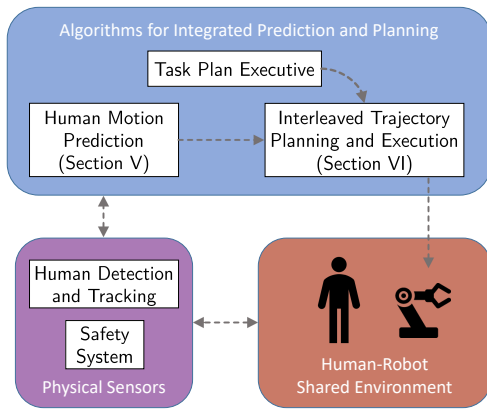 Algorithms for Integrated Prediction and Planning
Task Plan Executive
Human Motion
Prediction
(Section V)
Interleaved Trajectory
Planning and Execution
(Section VI)
Human Detection
and Tracking
Safety
System
Physical Sensors
Human-Robot
Shared Environment